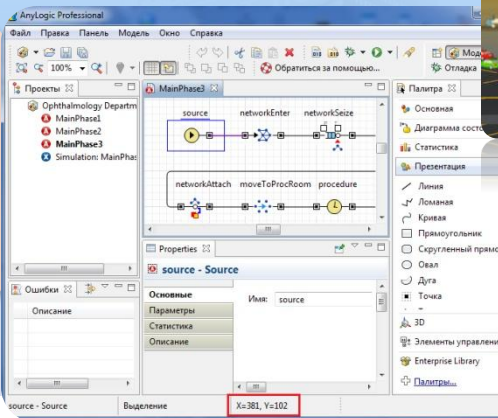 AnyLogic Professional
Файл Правка Панель Модель Окно Справка
100%
Обратиться за помощью...
Отладка
Проекты
Ophthalmology Departm
MainPhase1
MainPhase2
MainPhase3
Simulation: MainPhas
MainPhase3
source networkEnter networkSeize
networkAttach moveToProcRoom procedure
Палитра
Основная
Диаграмма состо
Статистика
Презентация
Линия
Ломаная
Кривая
Прямоугольник
Скругленный прямо
Овал
Дуга
Точка
3D
Элементы управлени
Enterprise Library
Палитры...
Properties
source - Source
Основные
Параметры
Статистика
Описание
Имя: source
Ошибки
Описание
source - Source Выделение X=381, Y=102